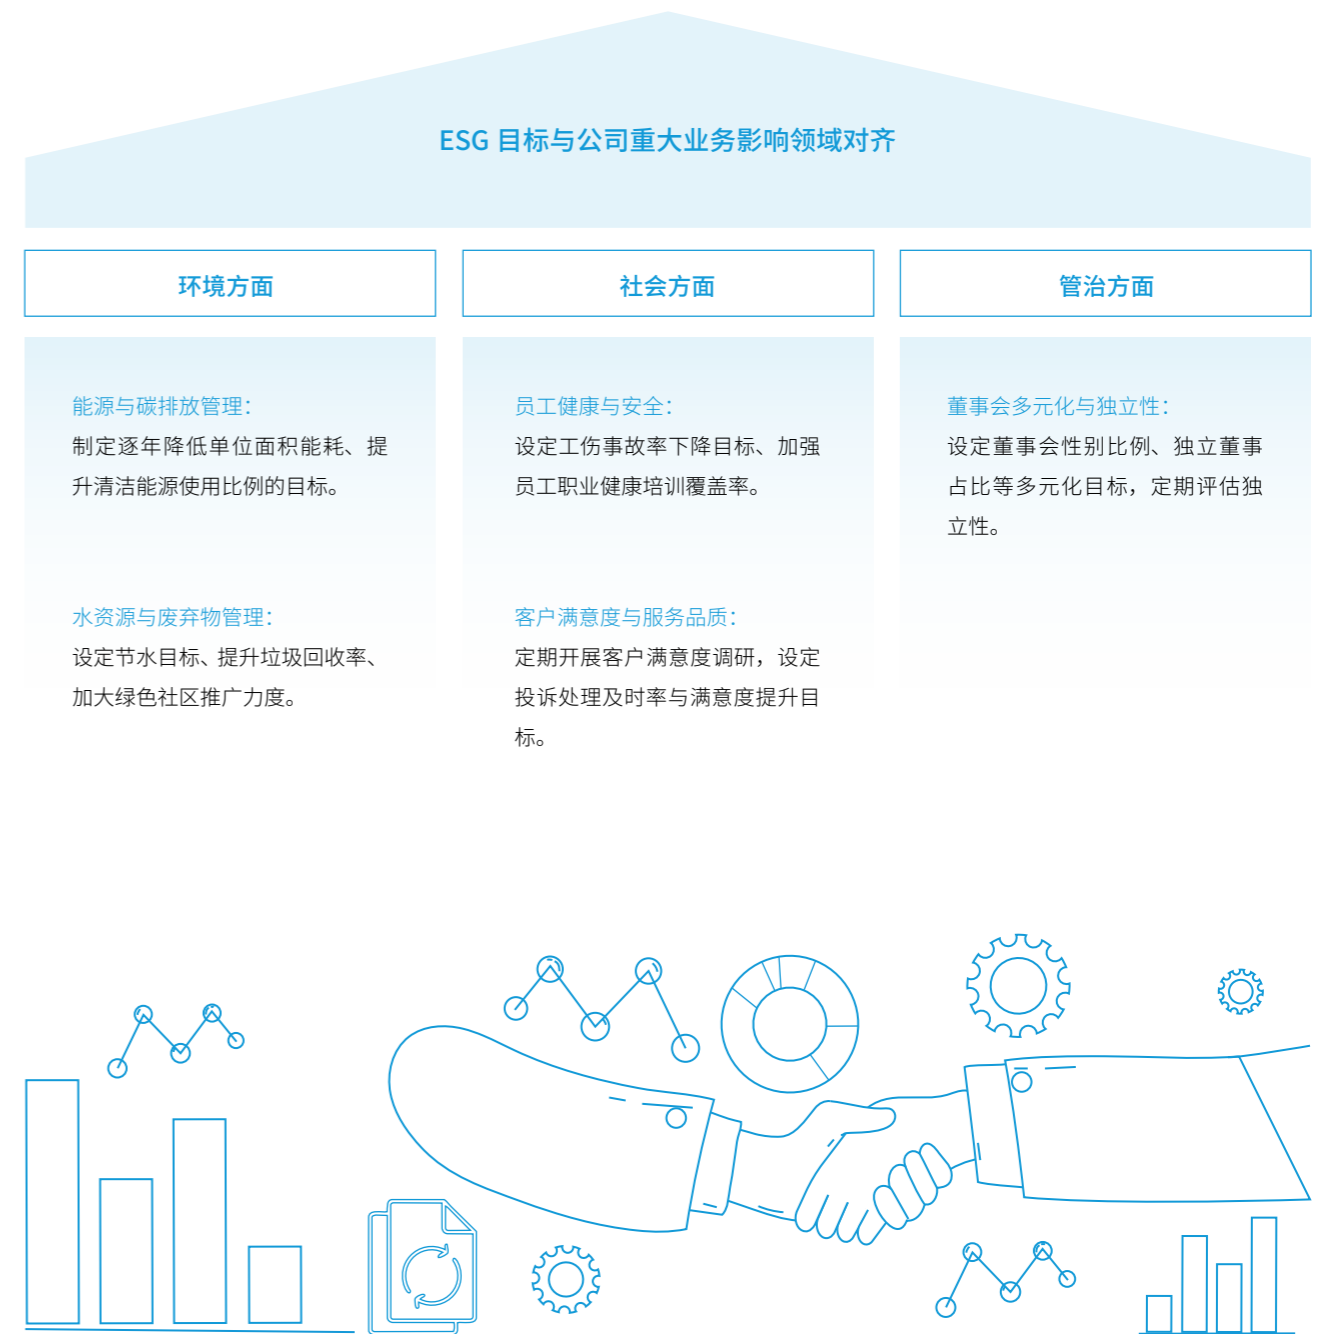 ESG 目标与公司重大业务影响领域对齐
环境方面
能源与碳排放管理：
制定逐年降低单位面积能耗、提
升清洁能源使用比例的目标。
水资源与废弃物管理：
设定节水目标、提升垃圾回收率、
加大绿色社区推广力度。
社会方面
员工健康与安全：
设定工伤事故率下降目标、加强
员工职业健康培训覆盖率。
客户满意度与服务品质：
定期开展客户满意度调研，设定
投诉处理及时率与满意度提升目
标。
管治方面
董事会多元化与独立性：
设定董事会性别比例、独立董事
占比等多元化目标，定期评估独
立性。